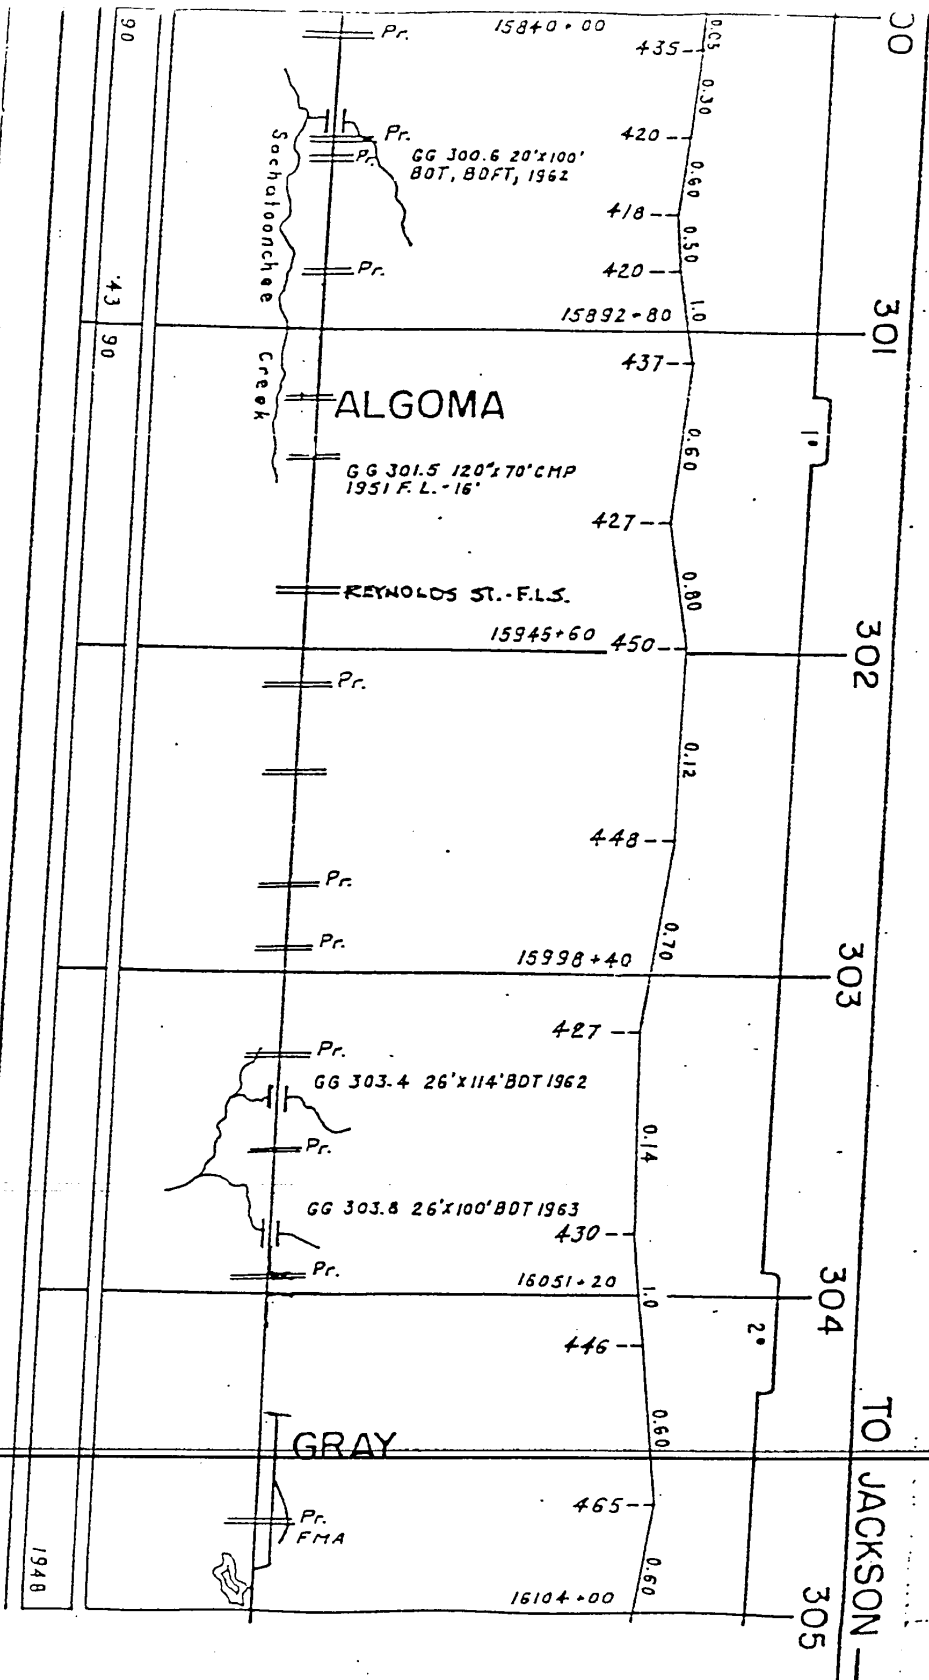 00
15840+00
Pr.
435
0.05
90
0.30
Pr.
420
Pr.
GG 300.6 20'X100'
BDT, BDFT, 1962
0.60
418
Sachatoonchee Creek
0.50
Pr.
420
'43
15892+80
1.0
301
90
437
ALGOMA
1°
0.60
GG 301.5 120"x70'CMP
1951 F.L.-16'
427
0.80
REYNOLDS ST.-F.L.S.
15945+60
450
302
Pr.
0.12
448
Pr.
0.70
Pr.
15998+40
303
427
Pr.
GG 303.4 26'X114'BDT 1962
0.14
Pr.
GG 303.8 26'X100'BDT 1963
430
Pr.
16051+20
1.0
304
2°
446
TO JACKSON
0.60
GRAY
465
Pr.
FMA
0.60
1948
16104+00
305